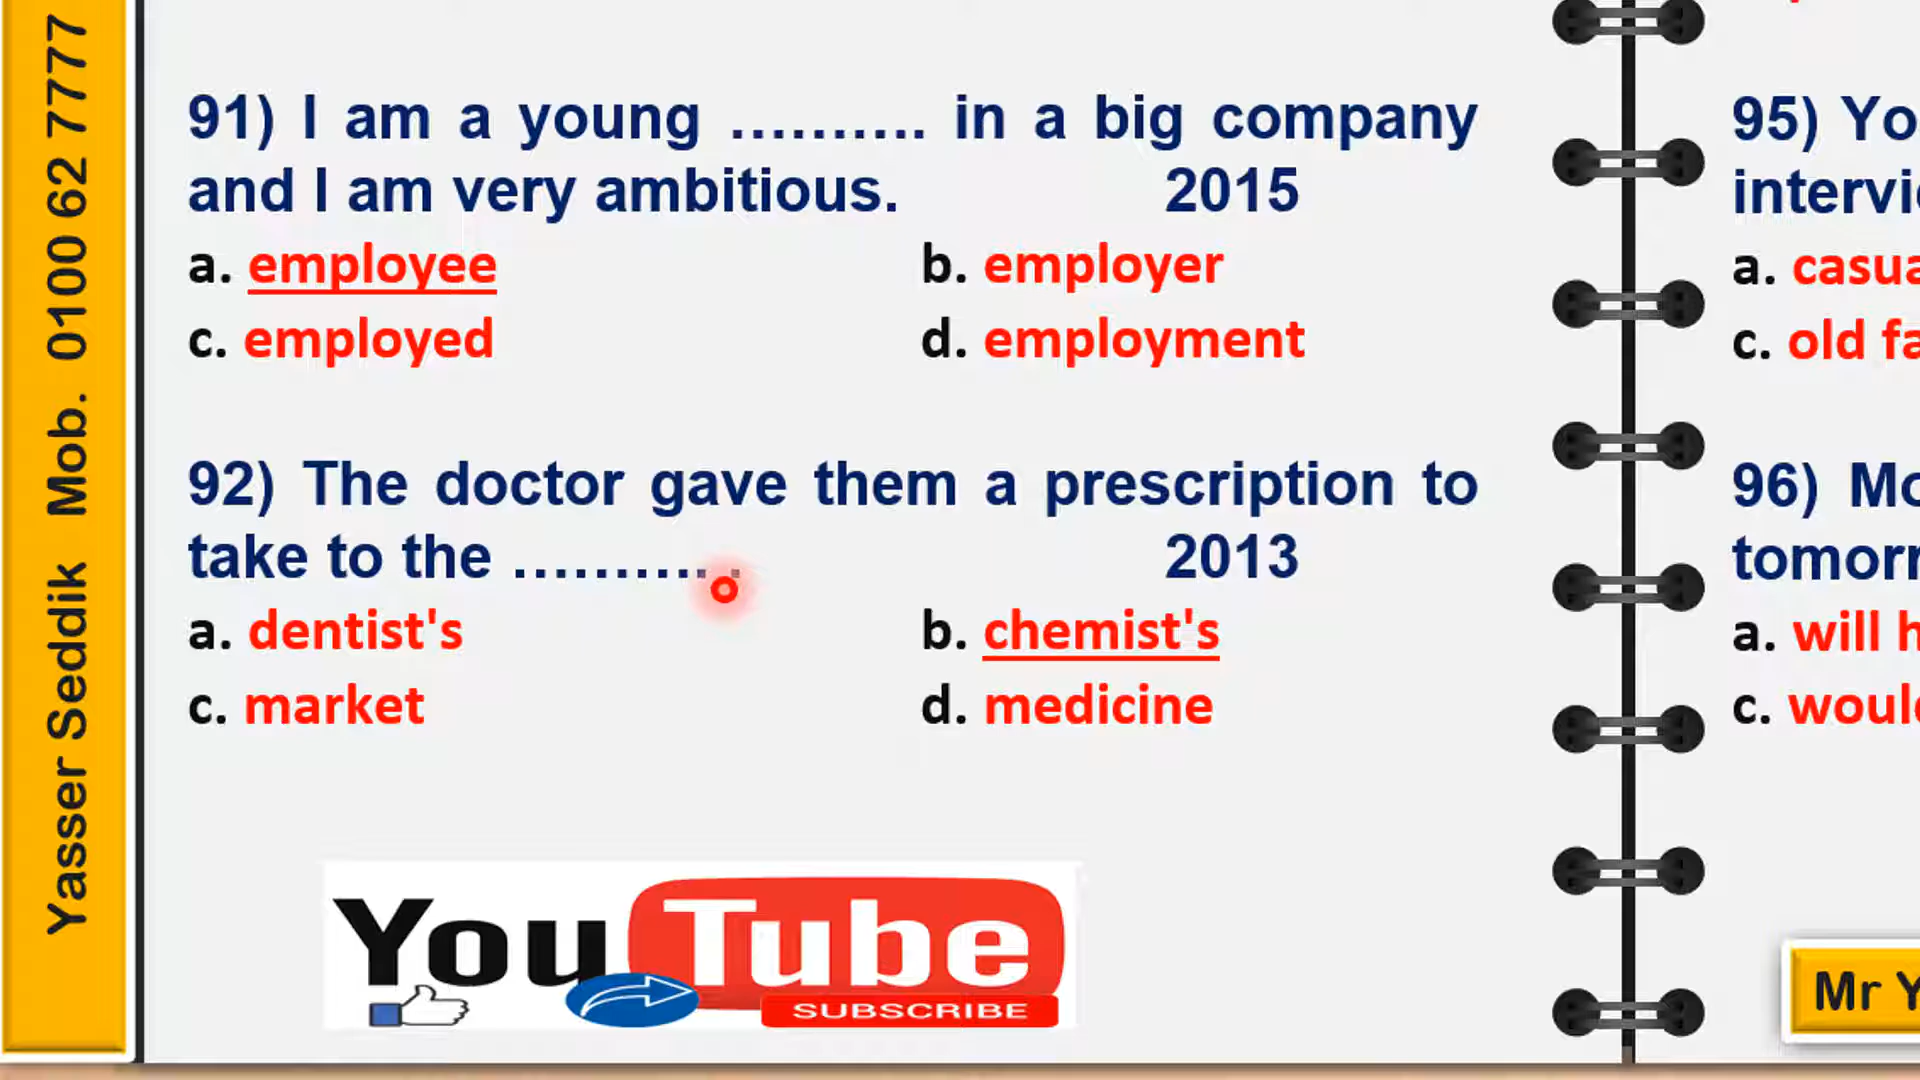 Yasser Seddik Mob. 0100 62 7777
91) I am a young .......... in a big company
and I am very ambitious. 2015
a. employee b. employer
c. employed d. employment
92) The doctor gave them a prescription to
take to the ........... 2013
a. dentist's b. chemist's
c. market d. medicine
YouTube
SUBSCRIBE
95) Yo
intervi
a. casua
c. old fa
96) Mo
tomorr
a. will h
c. woul
Mr Y